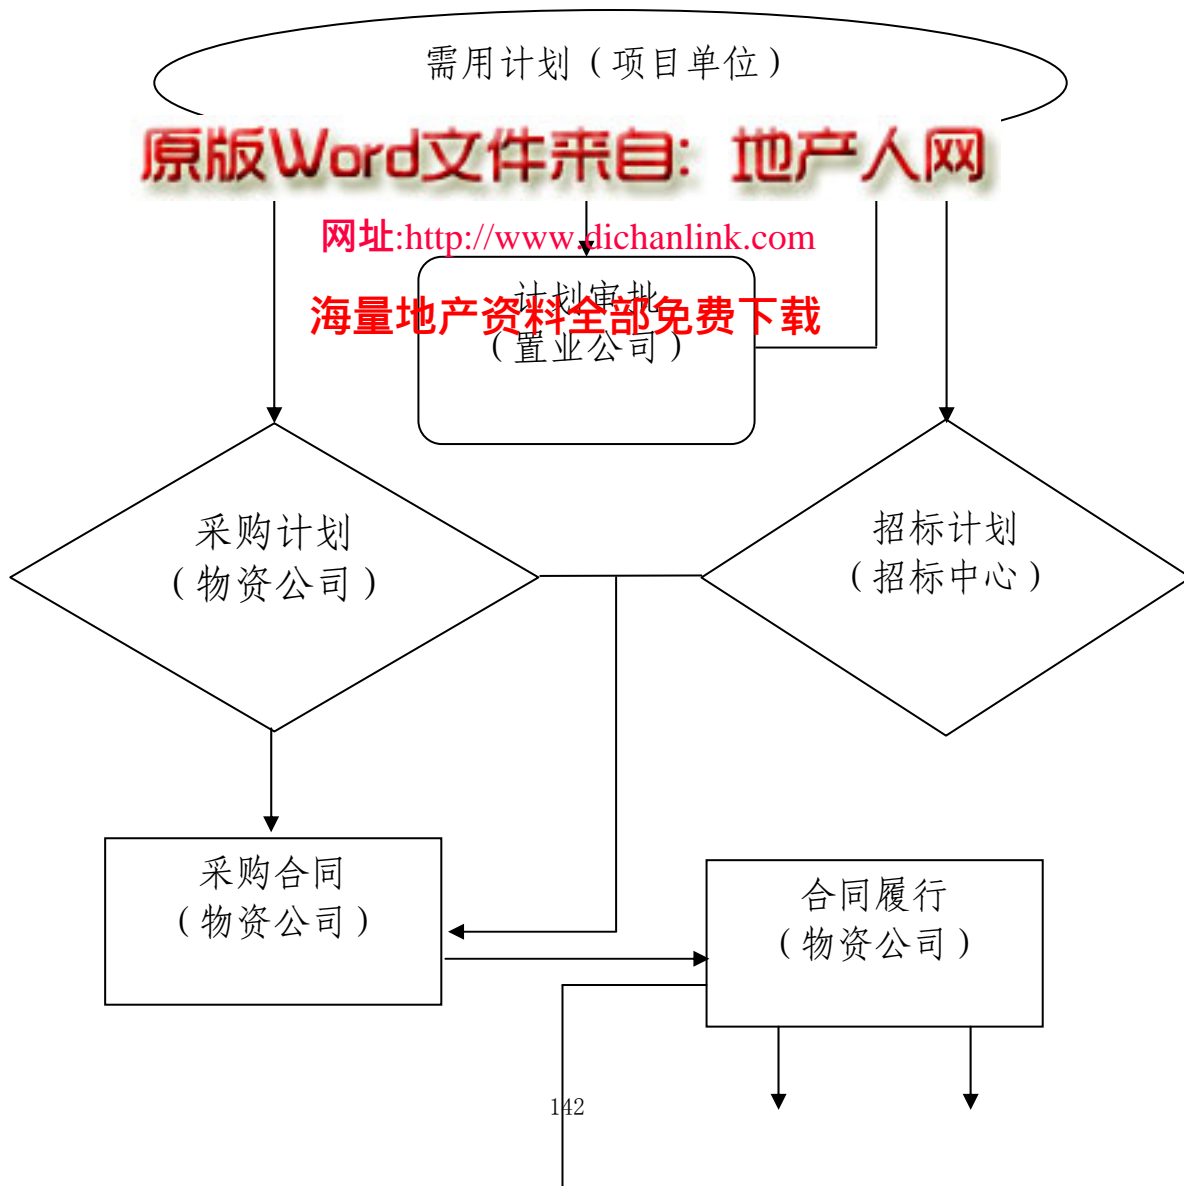 需用计划（项目单位）
原版Word文件来自：地产人网
网址:http://www.dichanlink.com
计划审批
海量地产资料全部免费下载
（置业公司）
采购计划
（物资公司）
招标计划
（招标中心）
采购合同
（物资公司）
合同履行
（物资公司）
142